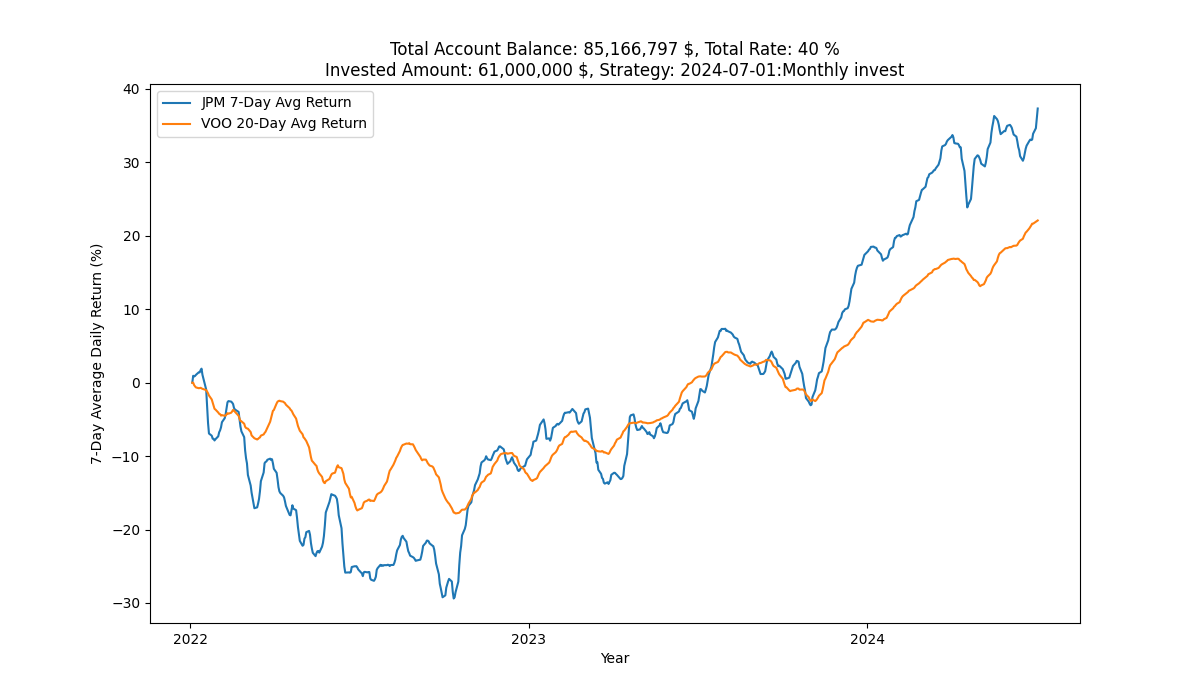 Total Account Balance: 85,166,797 $, Total Rate: 40 %
Invested Amount: 61,000,000 $, Strategy: 2024-07-01:Monthly invest
JPM 7-Day Avg Return
VOO 20-Day Avg Return
7-Day Average Daily Return (%)
40
30
20
10
0
−10
−20
−30
2022
2023
2024
Year